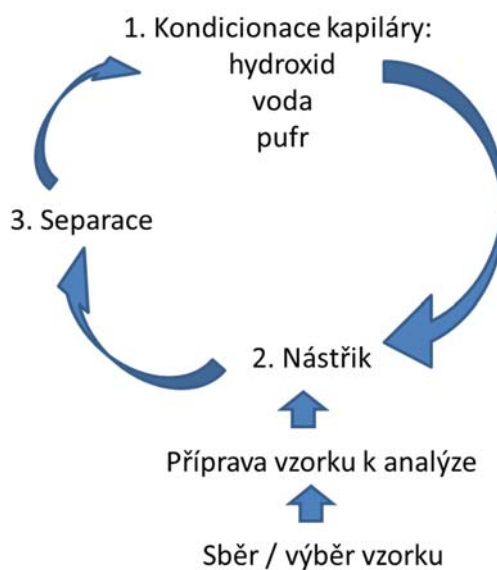 1. Kondicionace kapiláry:
hydroxid
voda
pufr
3. Separace
2. Nástřik
Příprava vzorku k analýze
Sběr / výběr vzorku